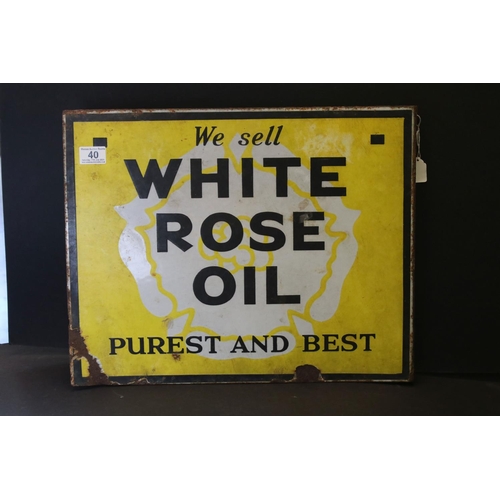 We sell
WHITE
ROSE
OIL
PUREST AND BEST
40